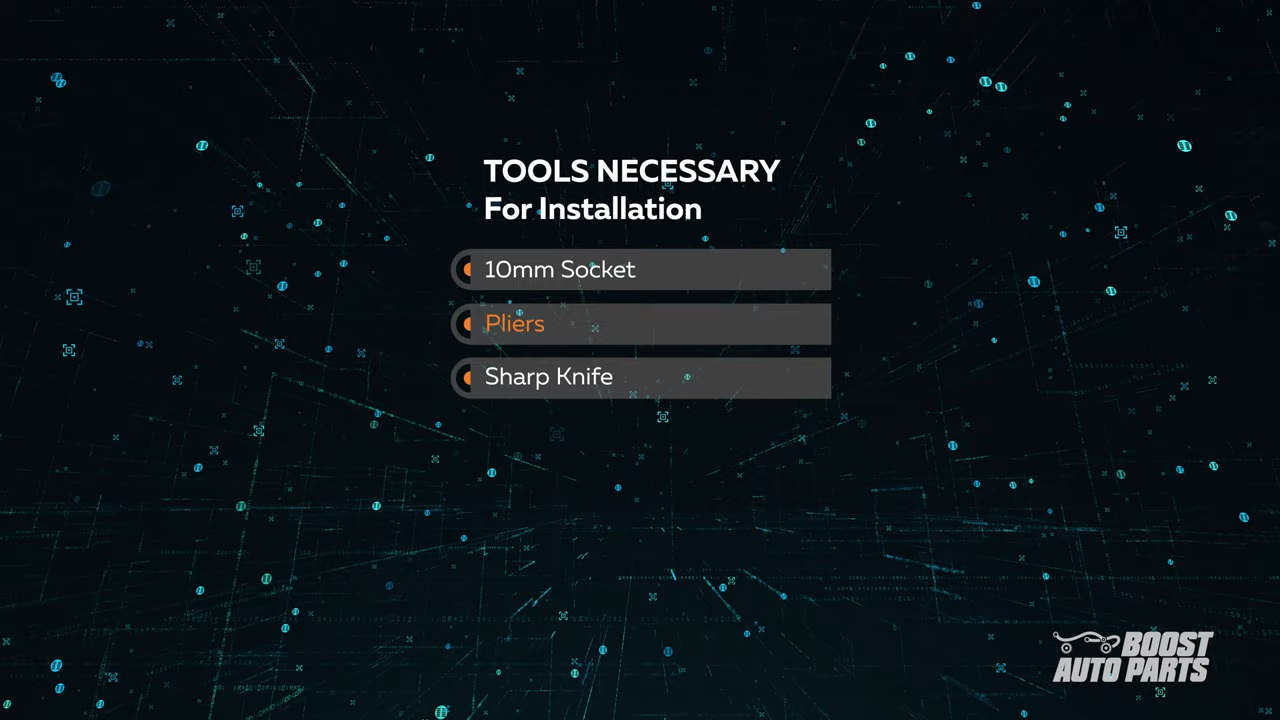 TOOLS NECESSARY
For Installation
10mm Socket
Pliers
Sharp Knife
BOOST
AUTO PARTS